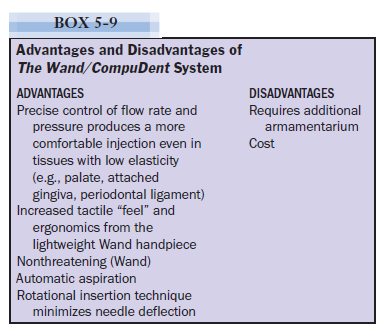 BOX 5-9
Advantages and Disadvantages of
The Wand/CompuDent System
ADVANTAGES
Precise control of flow rate and
pressure produces a more
comfortable injection even in
tissues with low elasticity
(e.g., palate, attached
gingiva, periodontal ligament)
Increased tactile “feel” and
ergonomics from the
lightweight Wand handpiece
Nonthreatening (Wand)
Automatic aspiration
Rotational insertion technique
minimizes needle deflection
DISADVANTAGES
Requires additional
armamentarium
Cost